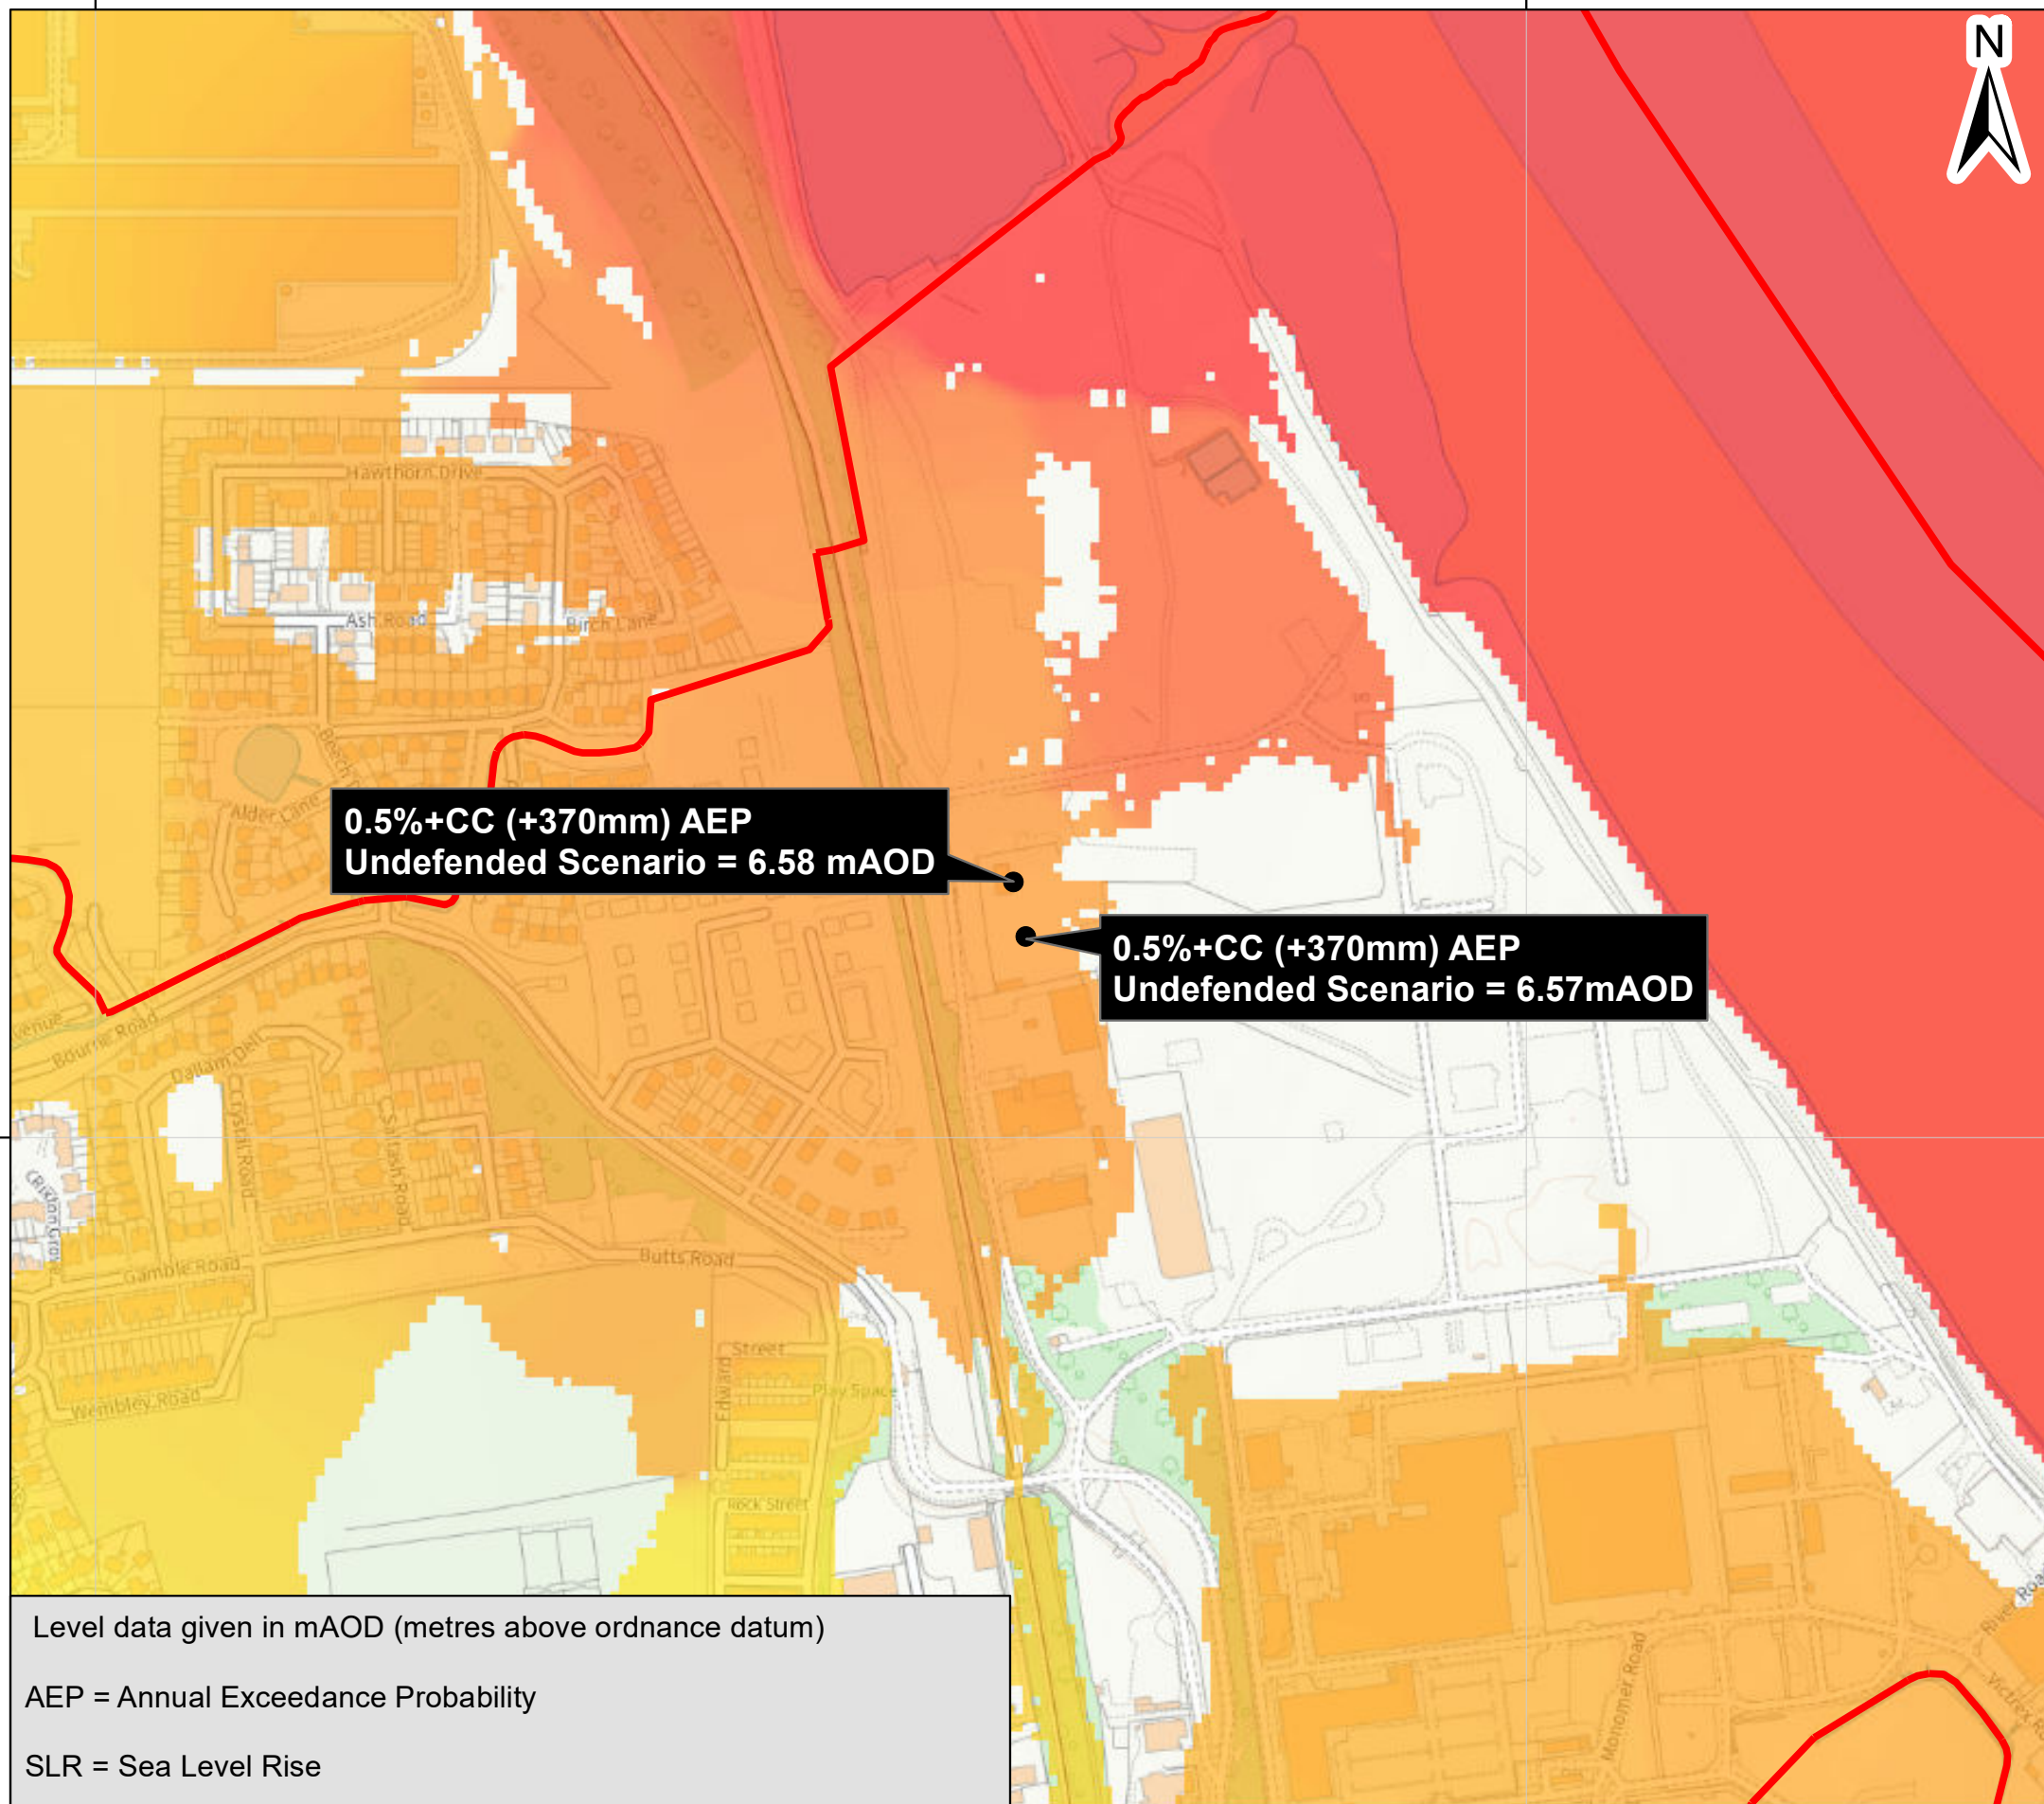 N
Hawthorn Drive
Ash Road
Birch Lane
Alder Lane
0.5%+CC (+370mm) AEP
Undefended Scenario = 6.58 mAOD
0.5%+CC (+370mm) AEP
Undefended Scenario = 6.57mAOD
venue
Bourne Road
Dallam Dell
Crystal Road
Saltash Road
Gamble Road
Butts Road
Wembley Road
Edward
Street
Play Space
Rock Street
Monomer Road
Level data given in mAOD (metres above ordnance datum)
AEP = Annual Exceedance Probability
SLR = Sea Level Rise